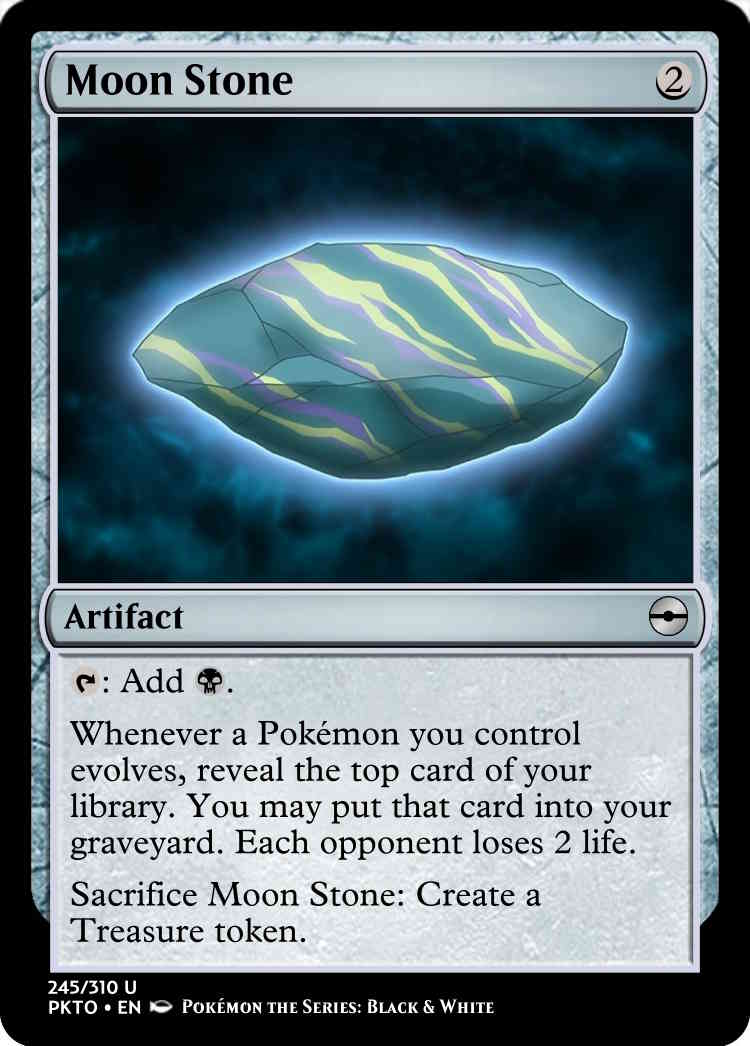 Moon Stone 2
Artifact
: Add .
Whenever a Pokémon you control
evolves, reveal the top card of your
library. You may put that card into your
graveyard. Each opponent loses 2 life.
Sacrifice Moon Stone: Create a
Treasure token.
245/310 U
PKTO • EN Pokémon the Series: Black & White